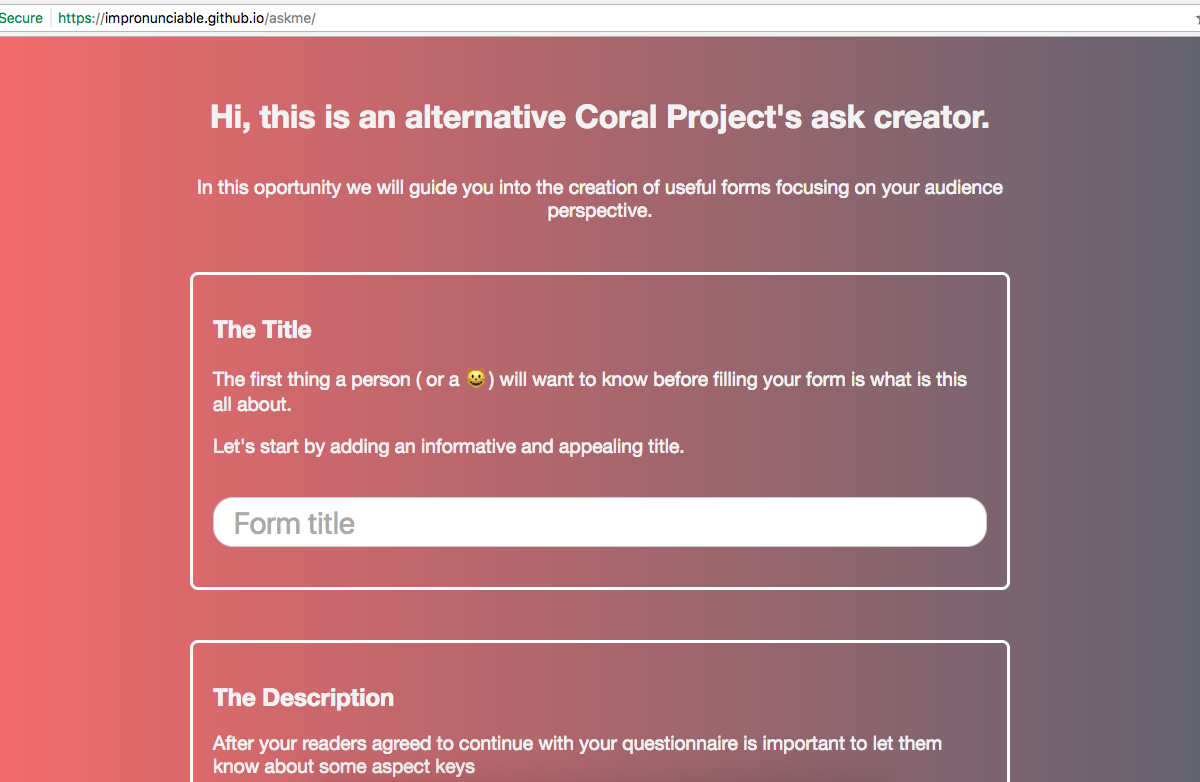 Secure https://impronunciable.github.io/askme/
Hi, this is an alternative Coral Project's ask creator.
In this oportunity we will guide you into the creation of useful forms focusing on your audience
perspective.
The Title
The first thing a person ( or a 😺 ) will want to know before filling your form is what is this
all about.
Let's start by adding an informative and appealing title.
Form title
The Description
After your readers agreed to continue with your questionnaire is important to let them
know about some aspect keys